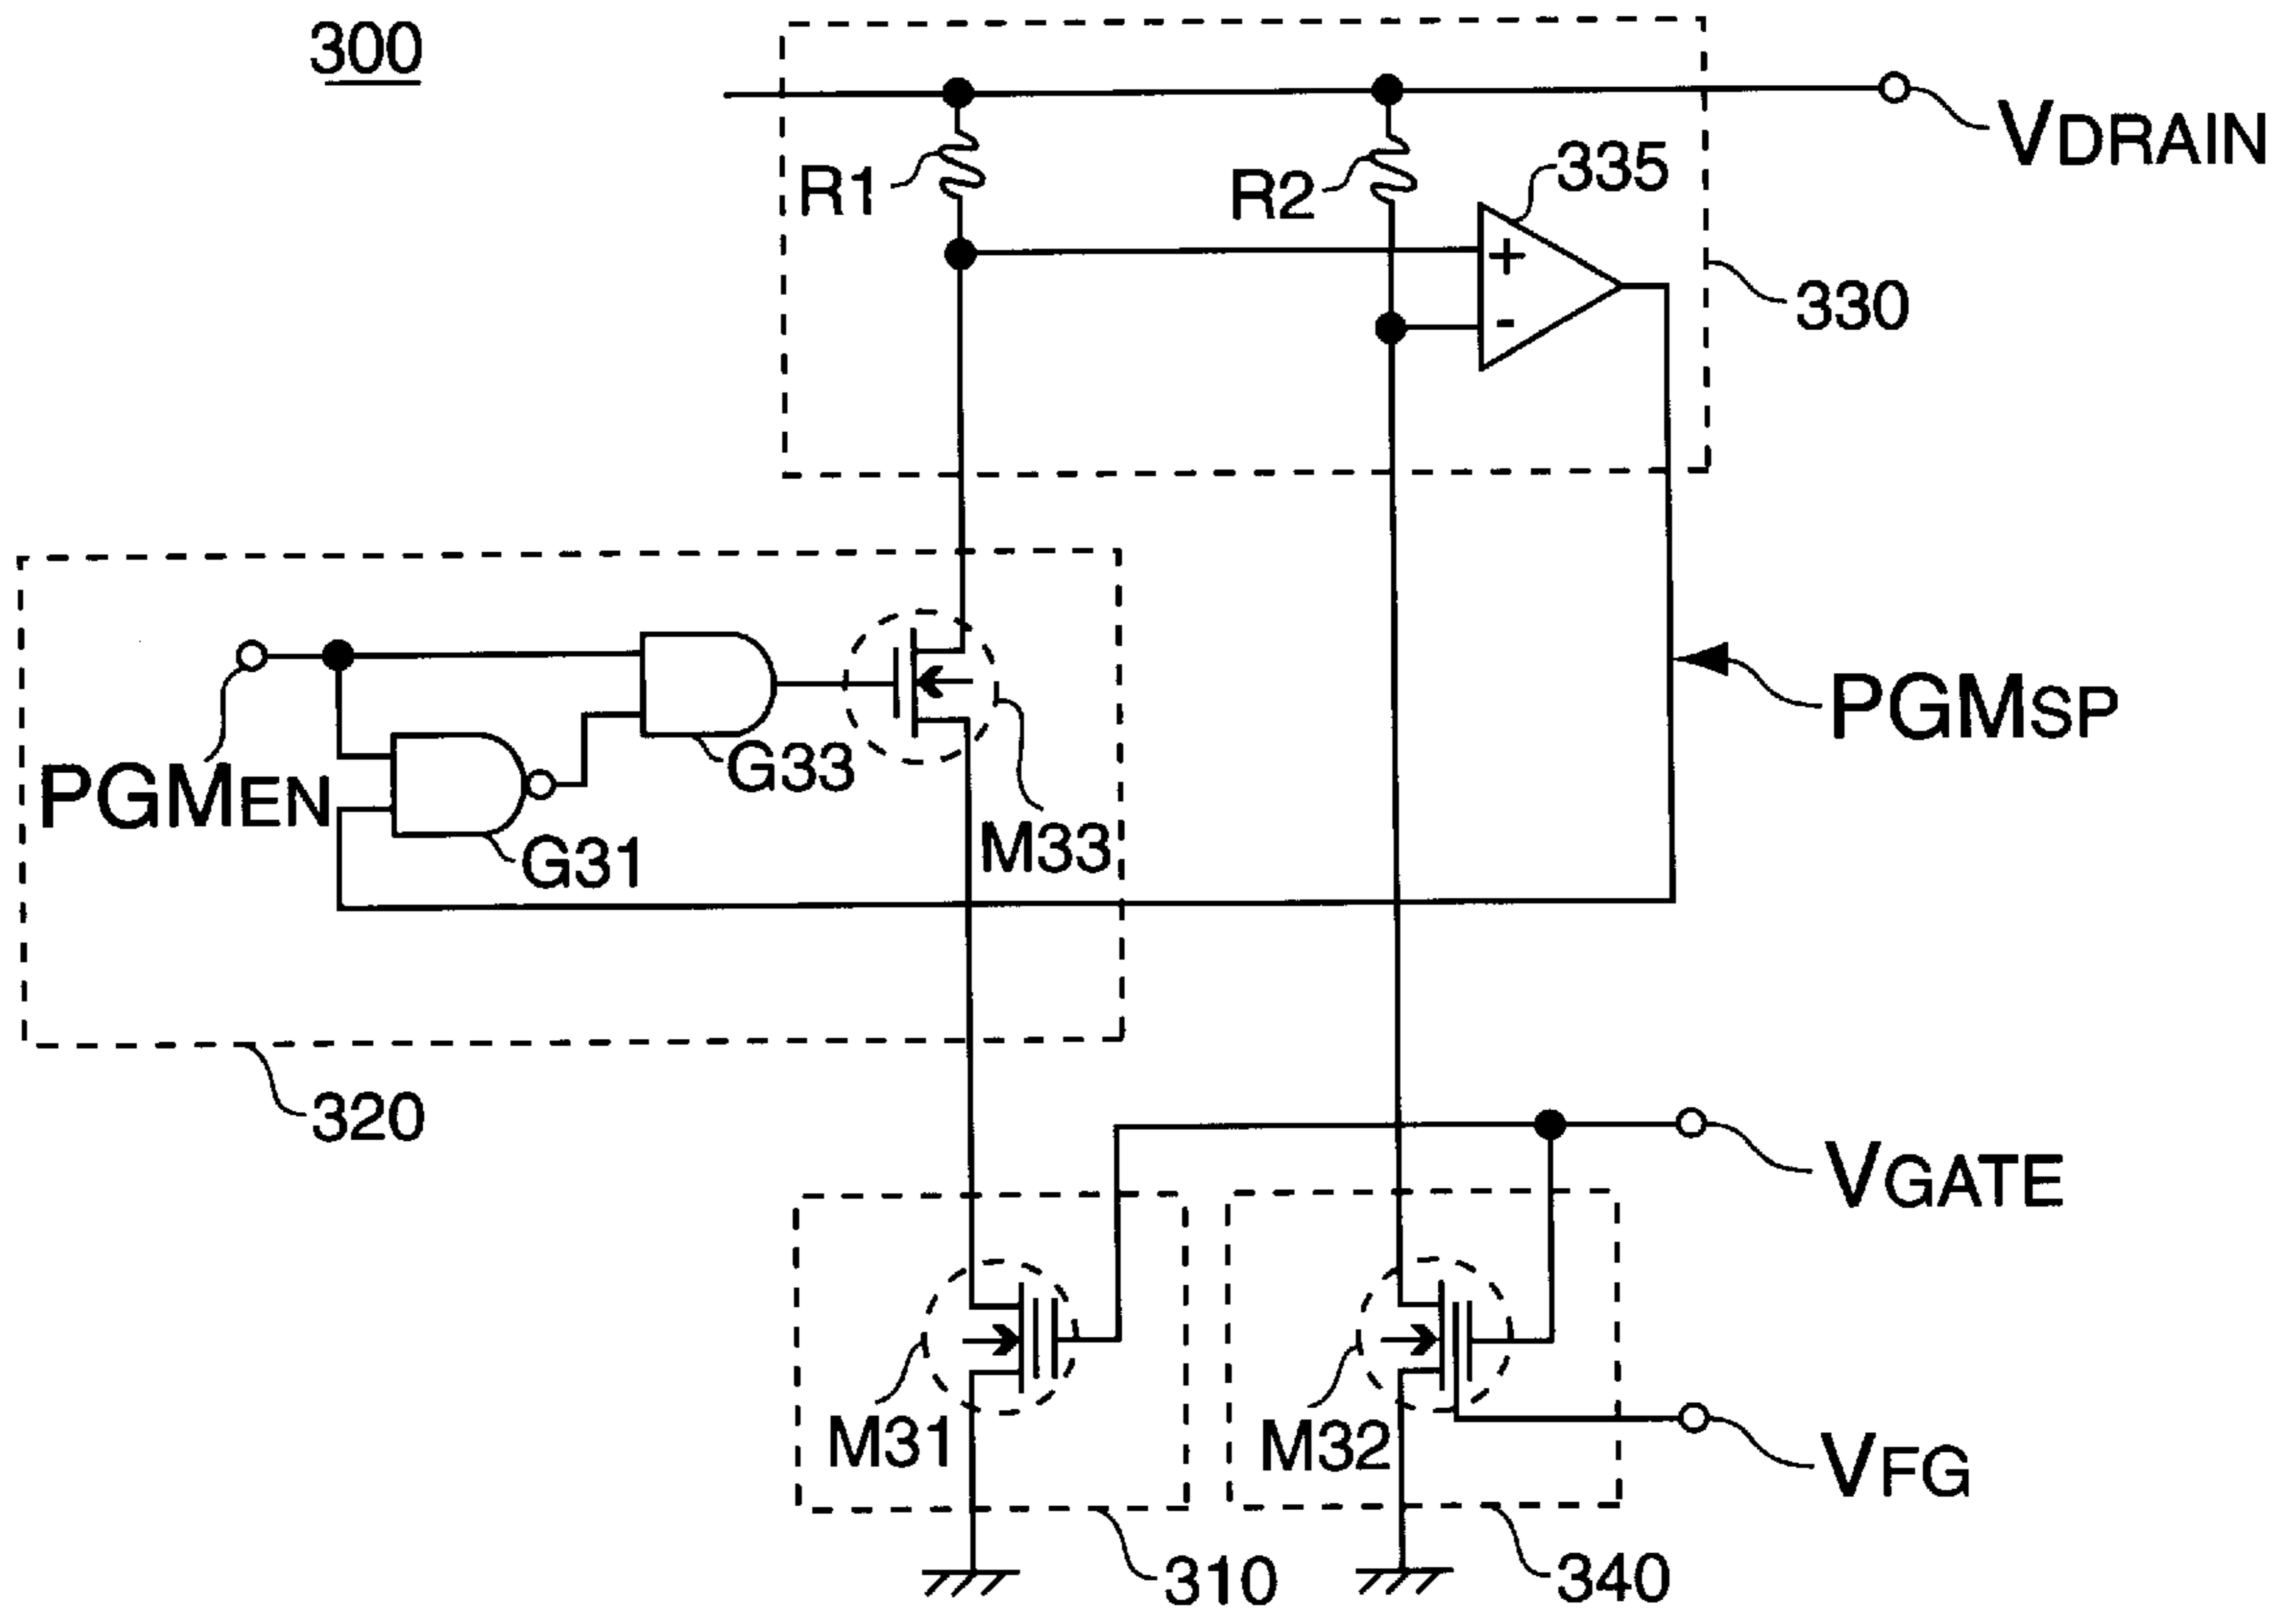 300
VDRAIN
R1
R2
335
+
-
330
PGMSP
PGMEN
G33
G31
M33
320
VGATE
M31
M32
VFG
310
340